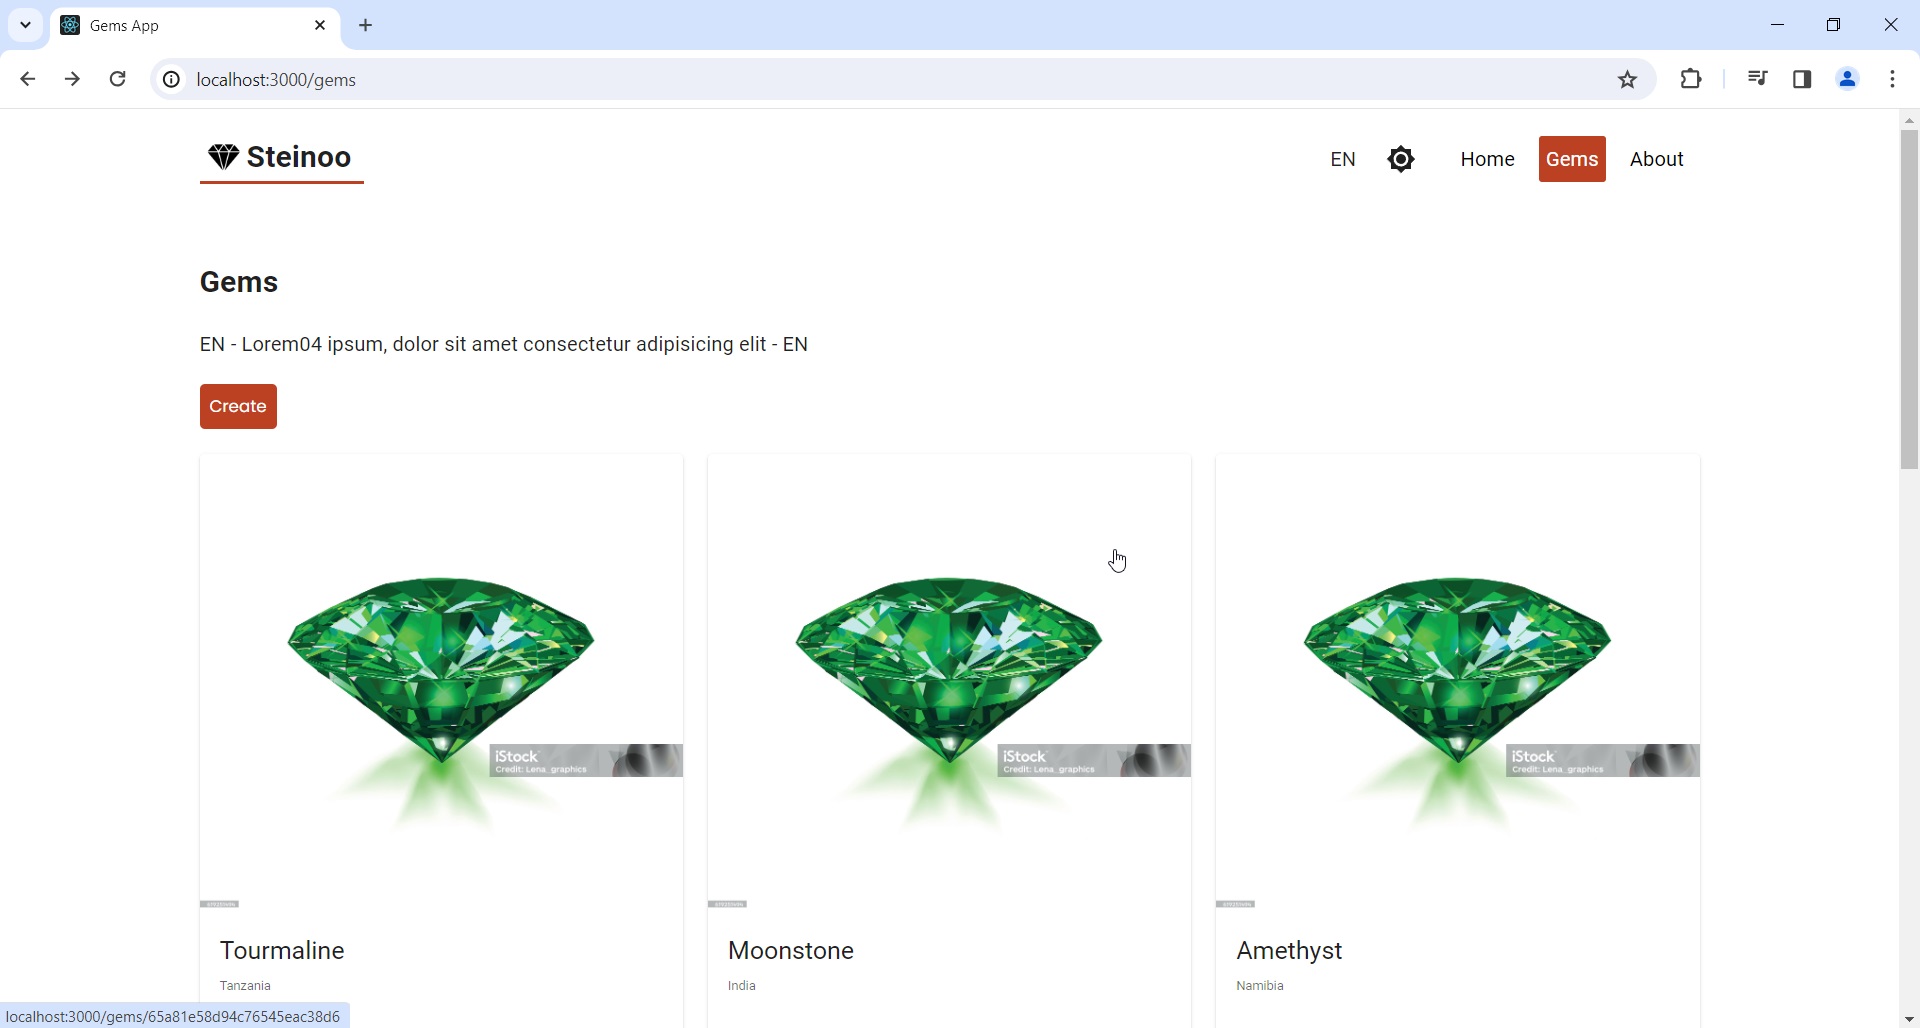 Gems App
localhost:3000/gems
Steinoo
EN
Home
Gems
About
Gems
EN - Lorem04 ipsum, dolor sit amet consectetur adipisicing elit - EN
Create
iStock
Credit: Lena_graphics
iStock
Credit: Lena_graphics
iStock
Credit: Lena_graphics
Tourmaline
Moonstone
Amethyst
Tanzania
India
Namibia
localhost:3000/gems/65a81e58d94c76545eac38d6